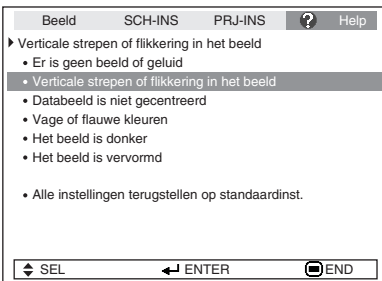 Beeld SCH-INS PRJ-INS ? Help
Verticale strepen of flikkering in het beeld
• Er is geen beeld of geluid
• Verticale strepen of flikkering in het beeld
• Databeeld is niet gecentreerd
• Vage of flauwe kleuren
• Het beeld is donker
• Het beeld is vervormd
• Alle instellingen terugstellen op standaardinst.
SEL ENTER END